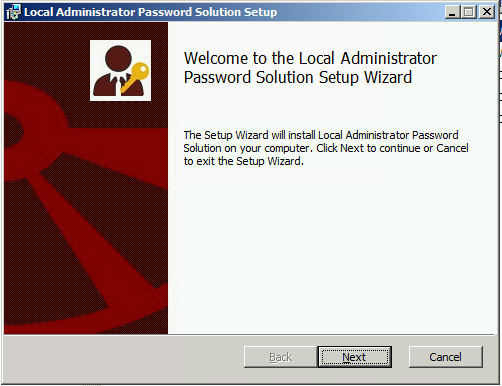 Local Administrator Password Solution Setup
Welcome to the Local Administrator
Password Solution Setup Wizard
The Setup Wizard will install Local Administrator Password
Solution on your computer. Click Next to continue or Cancel
to exit the Setup Wizard.
Back
Next
Cancel